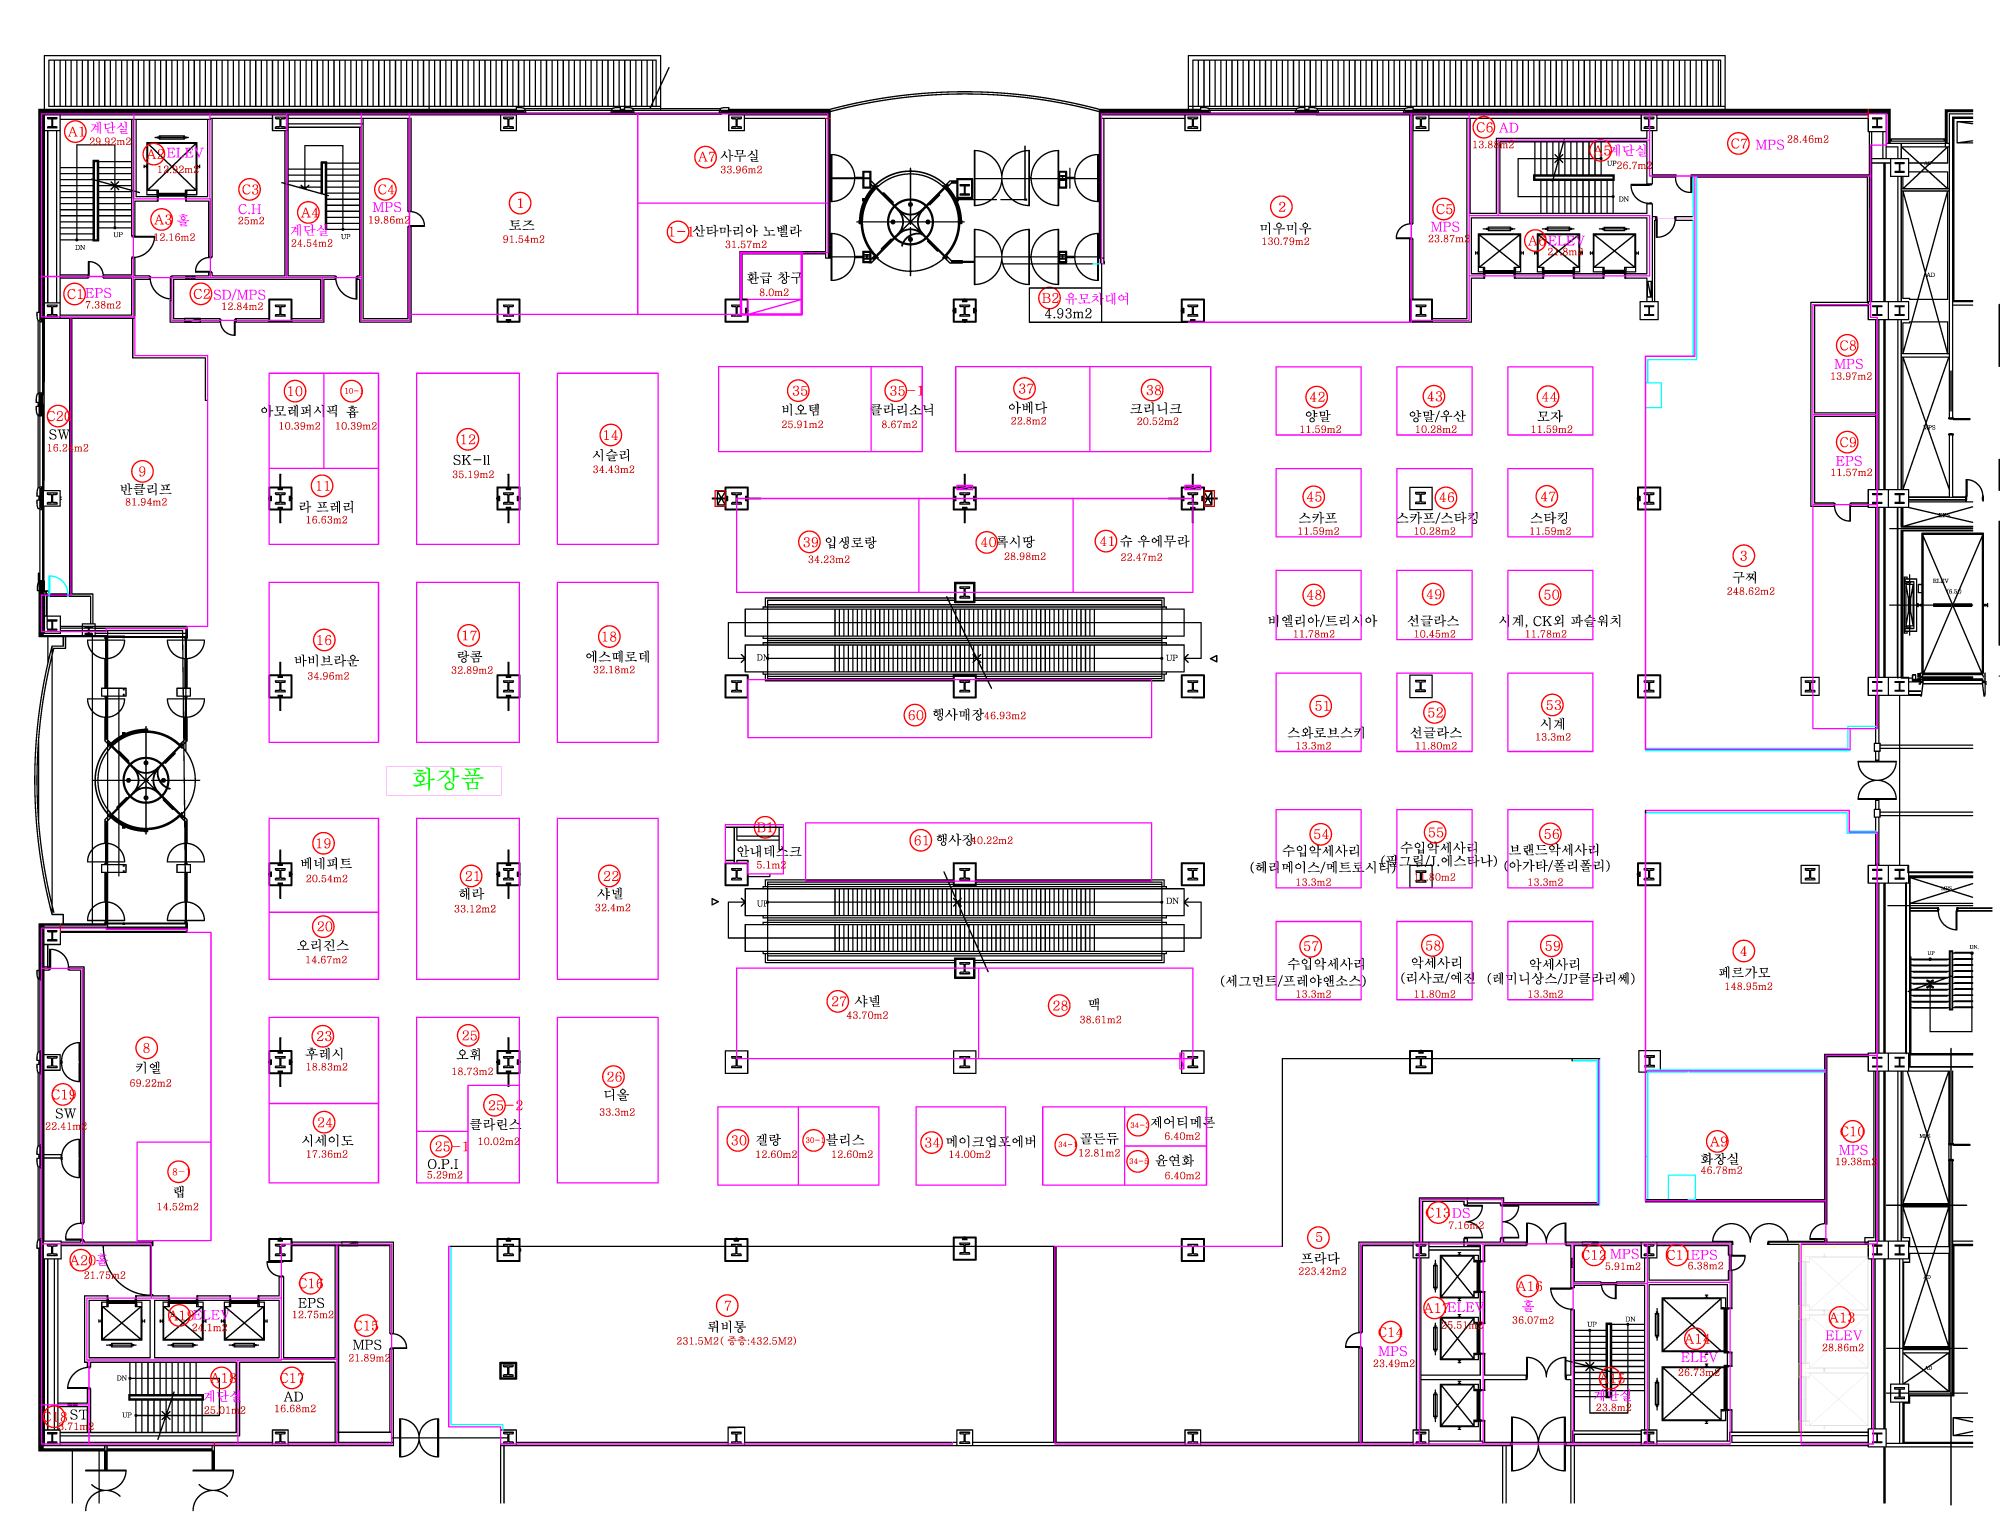 A1 계단실
29.92m2
A2 ELEV
12.92m2
A3 홀
12.16m2
C3
C.H
25m2
A4
계단실
24.54m2
C4
MPS
19.86m2
1
토즈
91.54m2
A7 사무실
33.96m2
1-1 산타마리아 노벨라
31.57m2
환급 창구
8.0m2
B2 유모차대여
4.93m2
2
미우미우
130.79m2
C5
MPS
23.87m2
C6 AD
13.88m2
A5 계단실
26.7m2
A6 ELEV
C7 MPS 28.46m2
UP
DN
C1 EPS
7.38m2
C2 SD/MPS
12.84m2
C8
MPS
13.97m2
C9
EPS
11.57m2
C20
SW
9
반클리프
81.94m2
10
아모레퍼시픽
10.39m2
10-1
흡
10.39m2
11
라 프레리
16.63m2
12
SK-ll
35.19m2
14
시슬리
34.43m2
35
비오템
25.91m2
35-1
클라리소닉
8.67m2
37
아베다
22.8m2
38
크리니크
20.52m2
42
양말
11.59m2
43
양말/우산
10.28m2
44
모자
11.59m2
45
스카프
11.59m2
46
스카프/스타킹
10.28m2
47
스타킹
11.59m2
39 입생로랑
34.23m2
40 록시땅
28.98m2
41 슈 우에무라
22.47m2
3
구찌
248.62m2
48
비엘리아/트리시아
11.78m2
49
선글라스
10.45m2
50
시계, CK외 패슬워치
11.78m2
16
바비브라운
34.96m2
17
랑콤
32.89m2
18
에스떼로데
32.18m2
DN
UP
60 행사매장46.93m2
51
스와로브스키
13.3m2
52
선글라스
11.80m2
53
시계
13.3m2
화장품
19
베네피트
20.54m2
20
오리진스
14.67m2
21
헤라
33.12m2
22
샤넬
32.4m2
B1
안내데스크
5.1m2
61 행사장40.22m2
UP
DN
54
수입악세사리
(헤리메이스/메트로시티)
13.3m2
55
수입악세사리
(필그림/J.에스타나)
11.80m2
56
브랜드악세사리
(아가타/폴리폴리)
13.3m2
57
수입악세사리
(세그먼트/프레야앤소스)
13.3m2
58
악세사리
(리사코/예진
11.80m2
59
악세사리
(레미니상스/JP클라리쎄)
13.3m2
4
페르가모
148.95m2
27 샤넬
43.70m2
28 맥
38.61m2
8
키엘
69.22m2
8-1
랩
14.52m2
C19
SW
22.41m2
23
후레시
18.83m2
24
시세이도
17.36m2
25
오휘
18.73m2
25-2
클라린스
10.02m2
25-1
O.P.I
5.29m2
26
디올
33.3m2
30 겔랑
12.60m2
30-1 블리스
12.60m2
34 메이크업포에버
14.00m2
34-1 골든듀
12.81m2
제어티메론
6.40m2
윤연화
6.40m2
A9
화장실
46.78m2
C10
MPS
19.38m2
C13 DS
7.16m2
5
프라다
223.42m2
7
뤼비통
231.5M2( 중층:432.5M2)
A20 홀
21.75m2
A19 ELEV
24.1m2
C16
EPS
12.75m2
C15
MPS
21.89m2
A18
계단실
25.01m2
C17
AD
16.68m2
C18 ST
DN
UP
C14
MPS
23.49m2
A17 ELEV
25.51m2
A16
홀
36.07m2
C12 MPS
5.91m2
C11 EPS
6.38m2
계단실
23.8m2
A14
ELEV
26.73m2
A13
ELEV
28.86m2